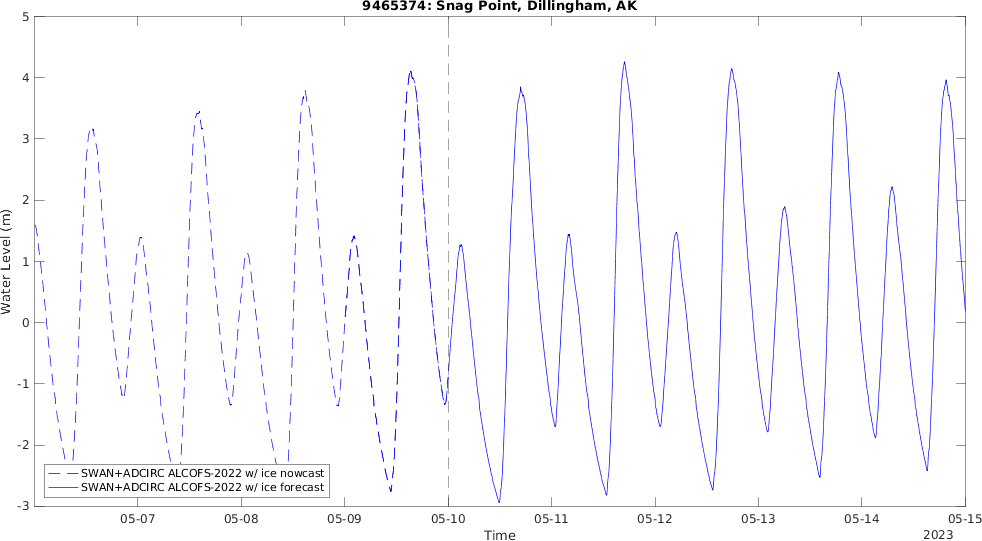 9465374: Snag Point, Dillingham, AK
5
4
3
2
1
0
-1
-2
-3
Water Level (m)
SWAN+ADCIRC ALCOFS-2022 w/ ice nowcast
SWAN+ADCIRC ALCOFS-2022 w/ ice forecast
05-07 05-08 05-09 05-10 05-11 05-12 05-13 05-14 05-15
Time
2023